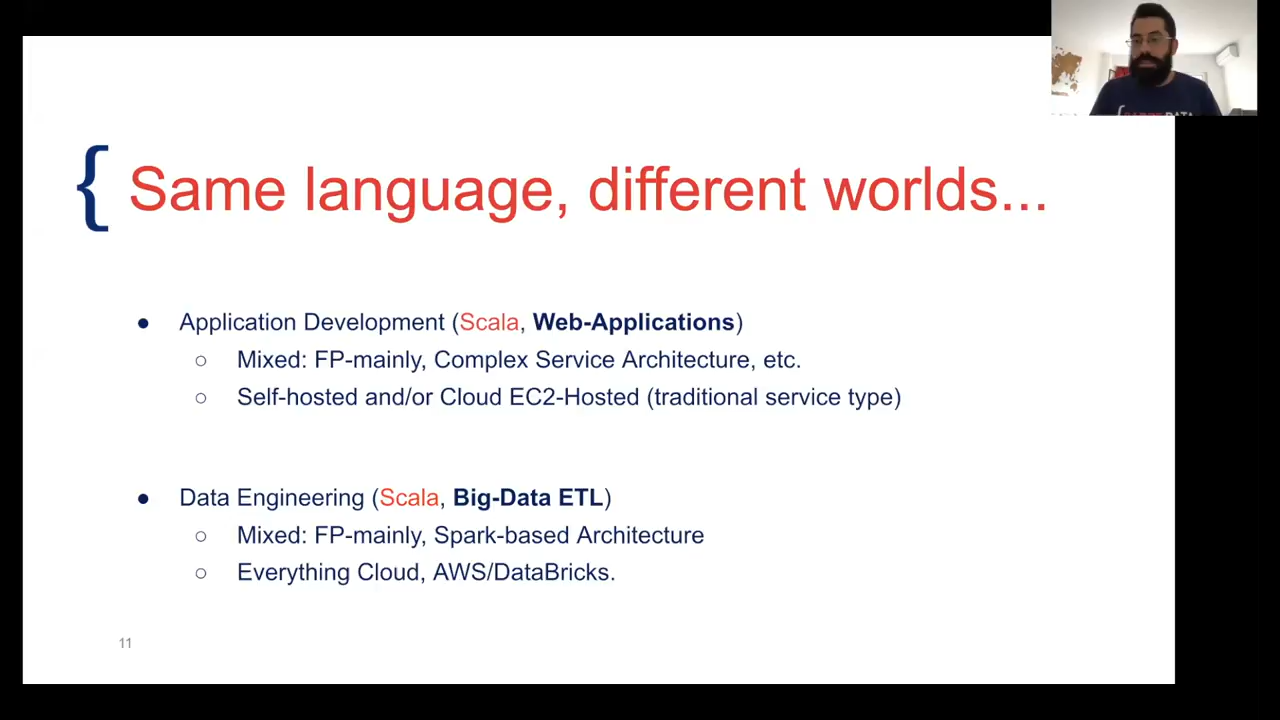 { Same language, different worlds...
● Application Development (Scala, Web-Applications)
○ Mixed: FP-mainly, Complex Service Architecture, etc.
○ Self-hosted and/or Cloud EC2-Hosted (traditional service type)
● Data Engineering (Scala, Big-Data ETL)
○ Mixed: FP-mainly, Spark-based Architecture
○ Everything Cloud, AWS/DataBricks.
11